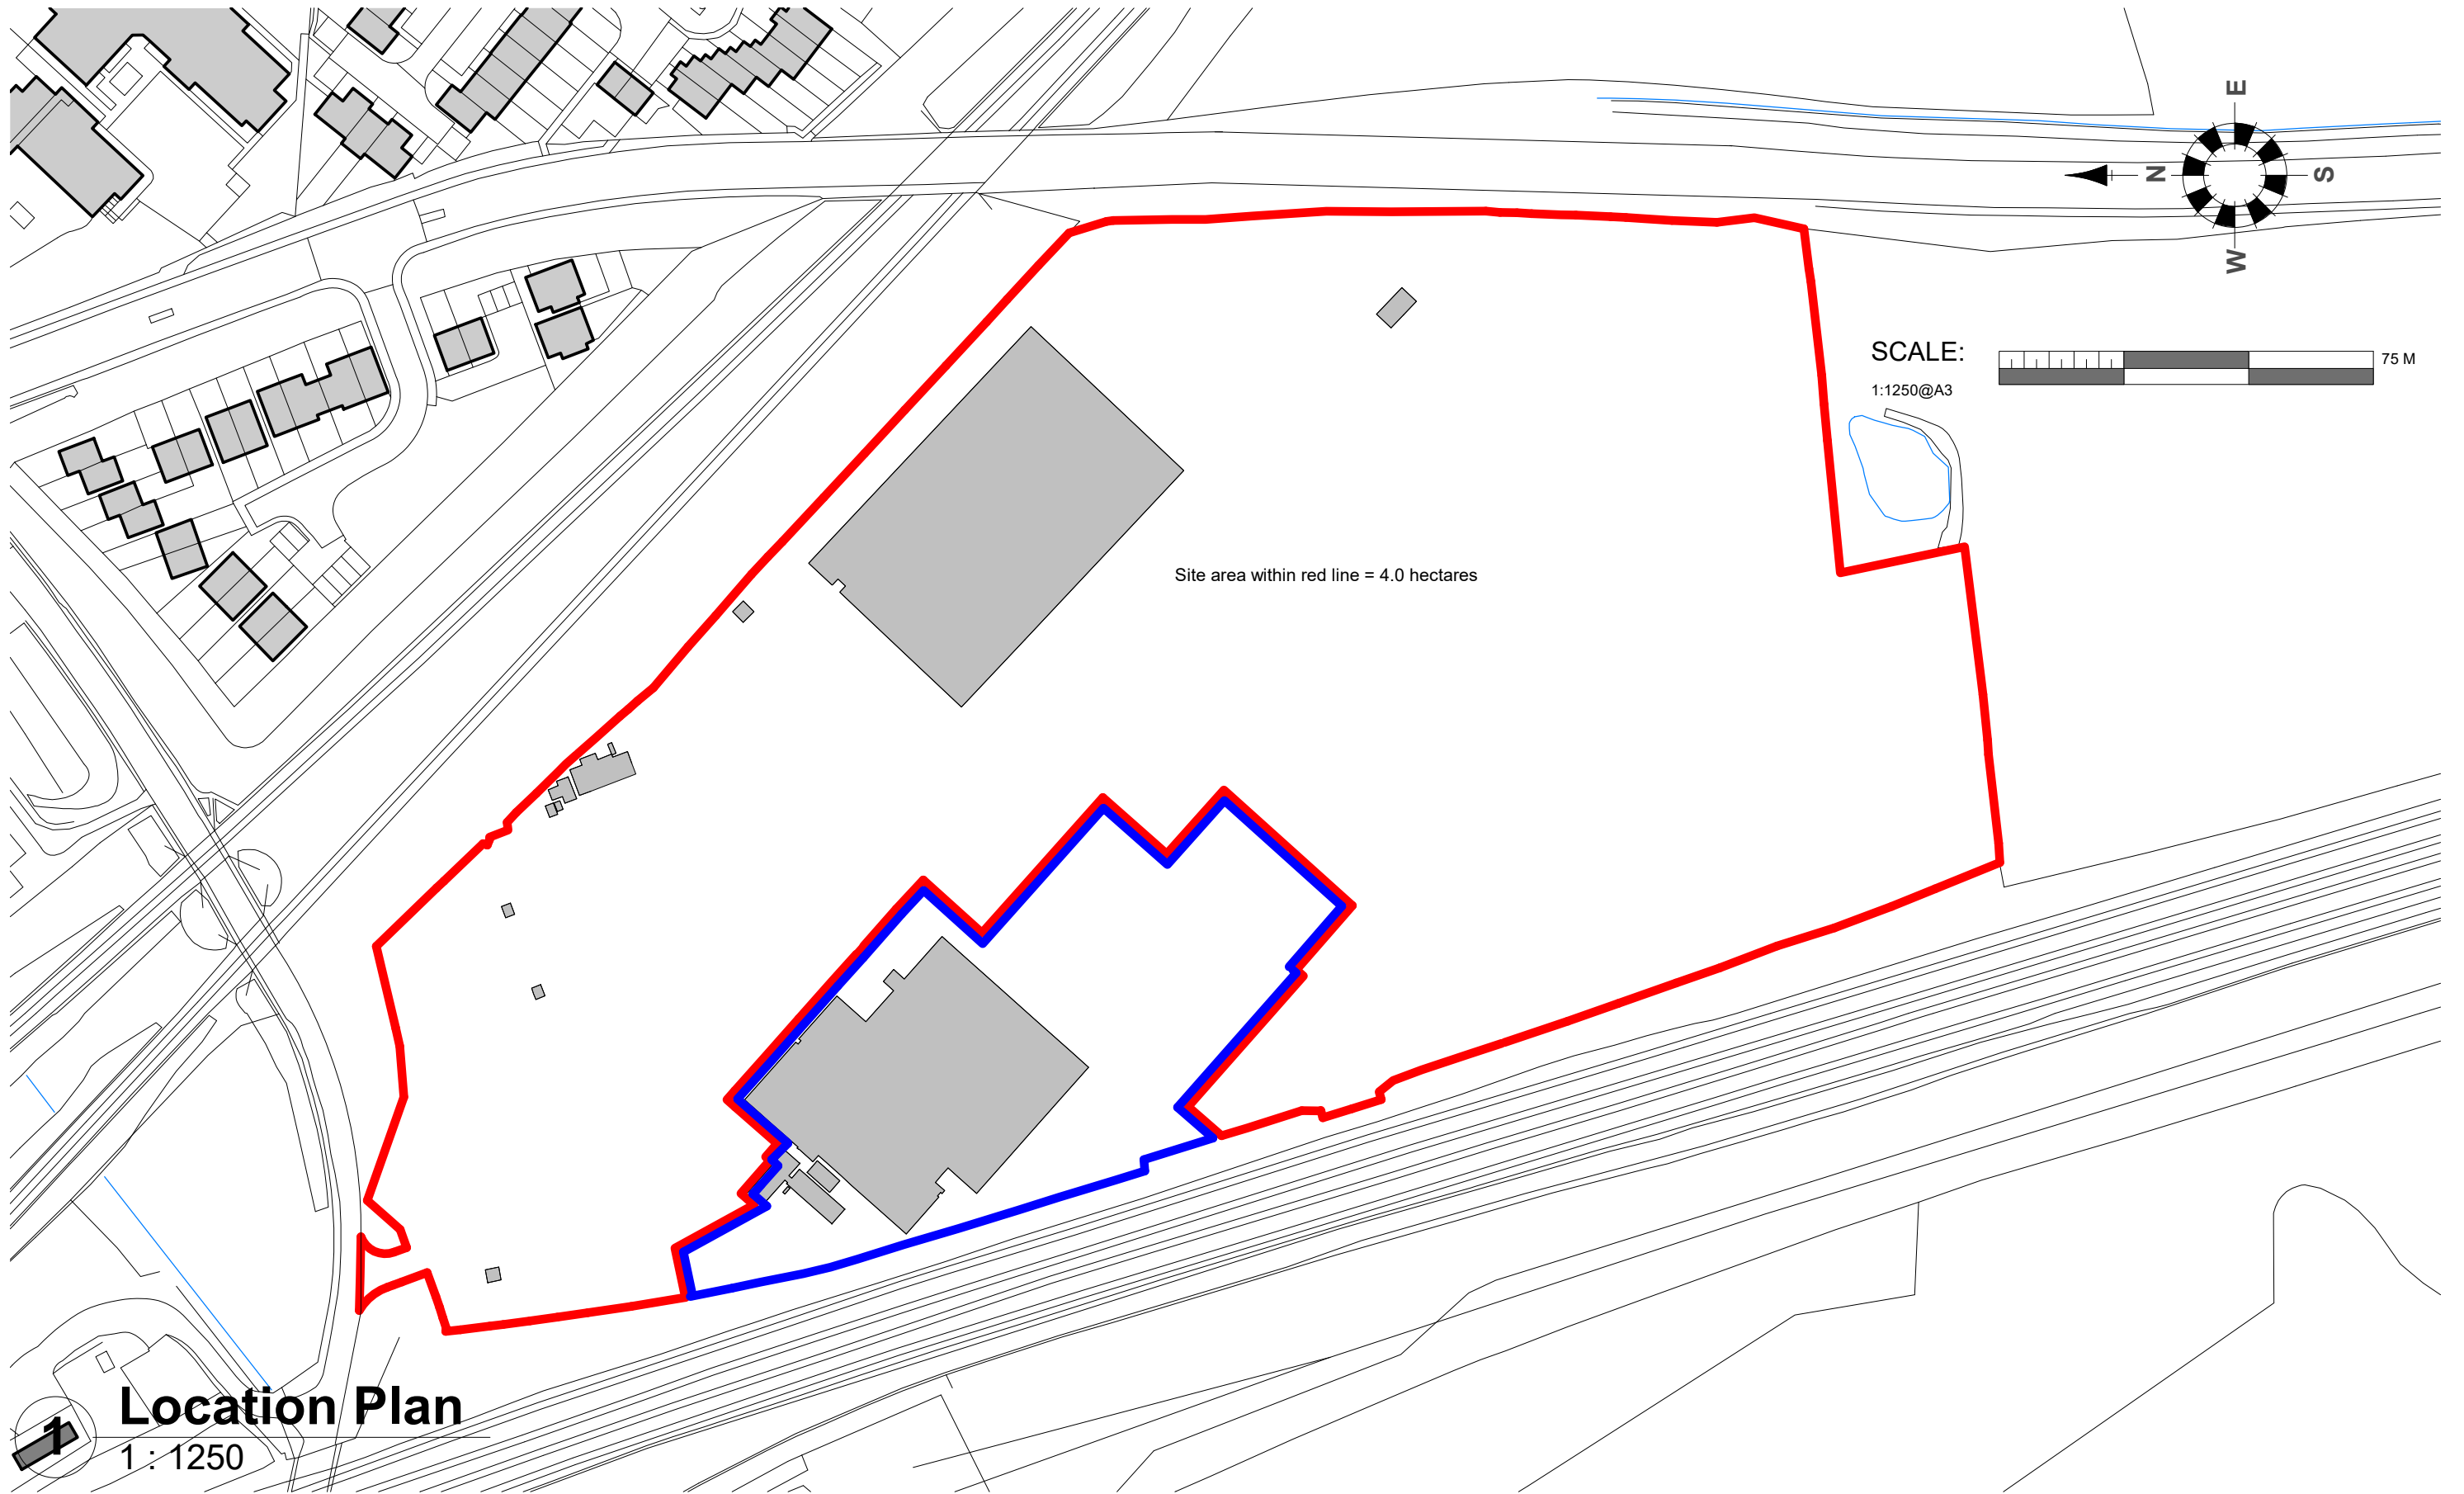 E
N
S
W
SCALE:
75 M
1:1250@A3
Site area within red line = 4.0 hectares
1
Location Plan
1 : 1250